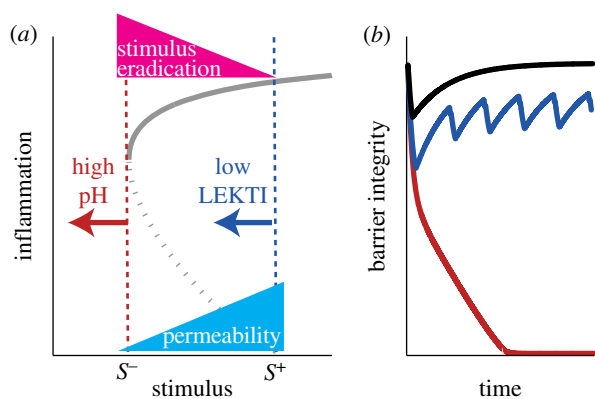 (a)
stimulus
eradication
inflammation
high
pH
low
LEKTI
permeability
S⁻
S⁺
stimulus
(b)
barrier integrity
time